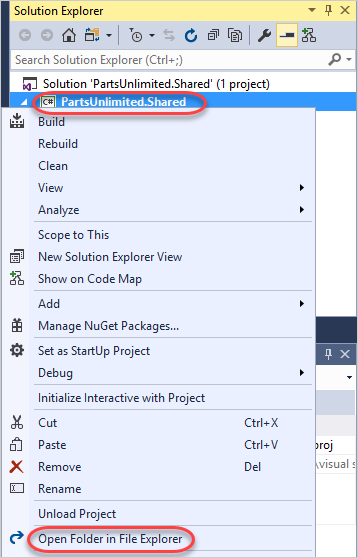 Solution Explorer
Search Solution Explorer (Ctrl+;)
Solution 'PartsUnlimited.Shared' (1 project)
C# PartsUnlimited.Shared
Build
Rebuild
Clean
View
Analyze
Scope to This
New Solution Explorer View
Show on Code Map
Add
Manage NuGet Packages...
Set as StartUp Project
Debug
Initialize Interactive with Project
Cut Ctrl+X
Paste Ctrl+V
proj
Remove Del
\visual s
Rename
Unload Project
Open Folder in File Explorer